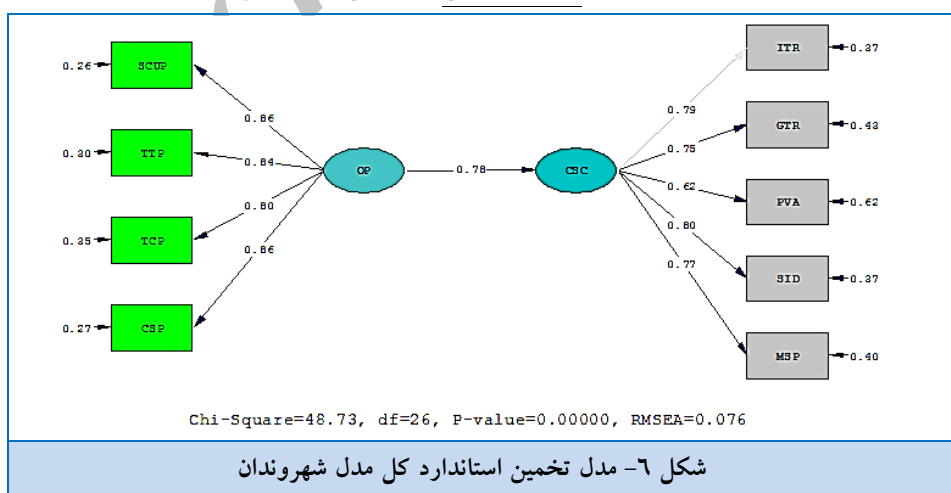 0.26 SCUP 0.86 0.79 ITR 0.37
0.30 TTP 0.84 0.75 GTR 0.43
OP 0.78 CSC
0.62 PVA 0.62
0.35 TCP 0.80
0.80 SID 0.37
0.27 CSP 0.86
0.77 MSP 0.40
Chi-Square=48.73, df=26, P-value=0.00000, RMSEA=0.076
شکل ٦- مدل تخمین استاندارد کل مدل شهروندان